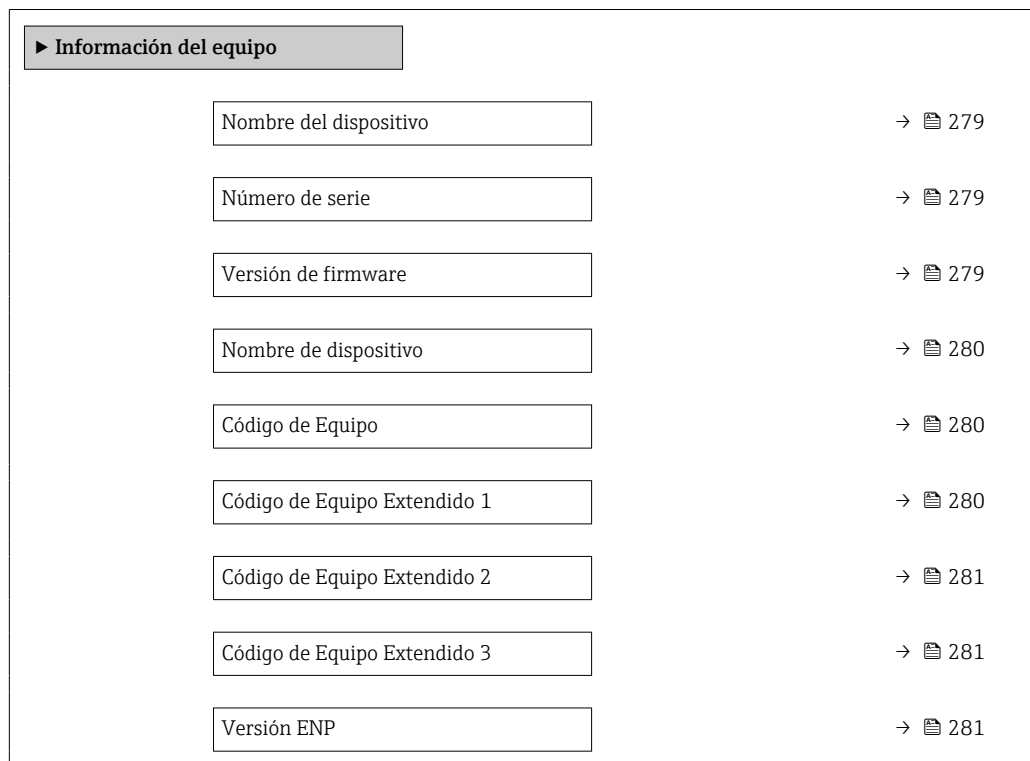 ► Información del equipo
Nombre del dispositivo → 279
Número de serie → 279
Versión de firmware → 279
Nombre de dispositivo → 280
Código de Equipo → 280
Código de Equipo Extendido 1 → 280
Código de Equipo Extendido 2 → 281
Código de Equipo Extendido 3 → 281
Versión ENP → 281